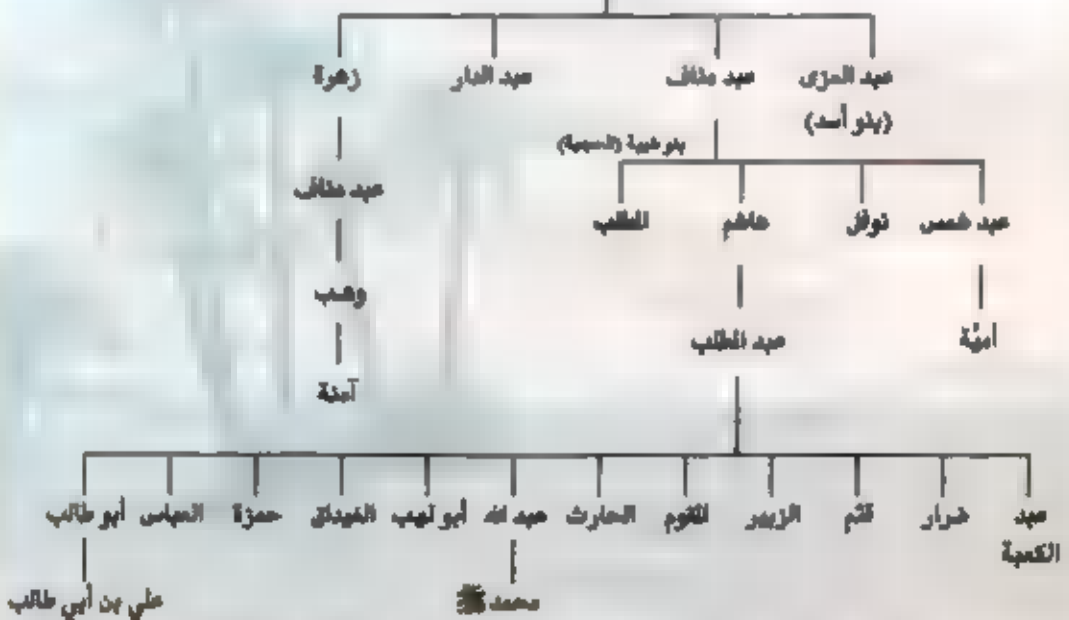 عبد العزى عبد مناف عبد الدار زهرة
(بنو أسد)
بنو شيبة (الحجبة)
عبد مناف
عبد شمس نوفل هاشم المطلب
وهب
أمية
عبد المطلب
آمنة
عبد ضرار قثم الزبير المقوم الحارث عبد الله أبو لهب الغيداق حمزة العباس أبو طالب
الكعبة
محمد ﷺ علي بن أبي طالب